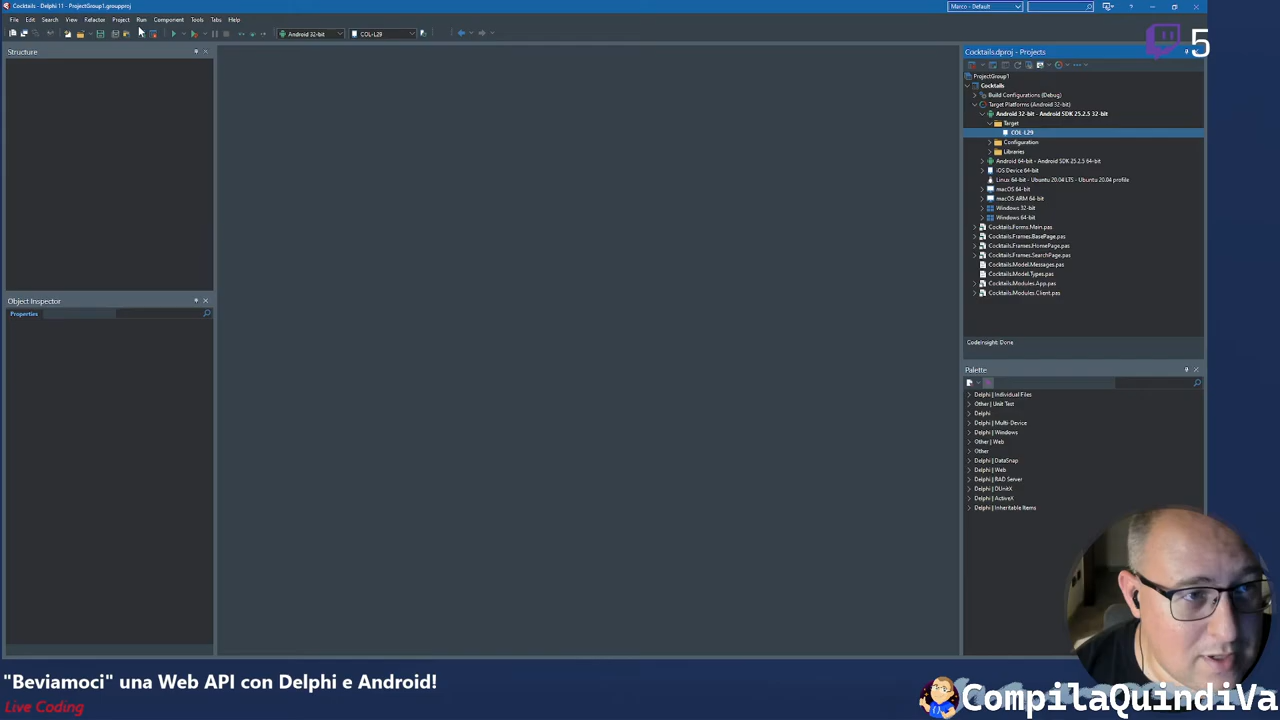 Cocktails - Delphi 11 - ProjectGroup1.groupproj
Marco - Default
File Edit Search View Refactor Project Run Component Tools Tabs Help
Android 32-bit
COL-L29
5
Structure
Cocktails.dproj - Projects
ProjectGroup1
Cocktails
Build Configurations (Debug)
Target Platforms (Android 32-bit)
Android 32-bit - Android SDK 25.2.5 32-bit
Target
COL-L29
Configuration
Libraries
Android 64-bit - Android SDK 25.2.5 64-bit
iOS Device 64-bit
Linux 64-bit - Ubuntu 20.04 LTS - Ubuntu 20.04 profile
macOS 64-bit
macOS ARM 64-bit
Windows 32-bit
Windows 64-bit
Cocktails.Forms.Main.pas
Cocktails.Frames.BasePage.pas
Cocktails.Frames.HomePage.pas
Cocktails.Frames.SearchPage.pas
Cocktails.Model.Messages.pas
Cocktails.Model.Types.pas
Cocktails.Modules.App.pas
Cocktails.Modules.Client.pas
Object Inspector
Properties
CodeInsight: Done
Palette
Delphi | Individual Files
Other | Unit Test
Delphi
Delphi | Multi-Device
Delphi | Windows
Other | Web
Other
Delphi | DataSnap
Delphi | Web
Delphi | RAD Server
Delphi | DUnitX
Delphi | ActiveX
Delphi | Inheritable Items
"Beviamoci" una Web API con Delphi e Android!
Live Coding
CompilaQuindiVa